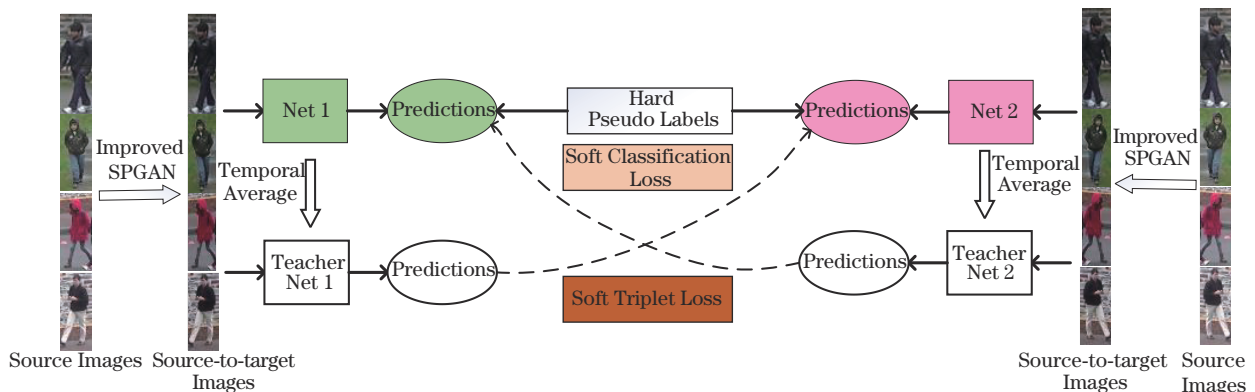 Improved
SPGAN
Source Images
Source-to-target
Images
Net 1
Predictions
Temporal
Average
Teacher
Net 1
Predictions
Hard
Pseudo Labels
Soft Classification
Loss
Soft Triplet Loss
Predictions
Net 2
Temporal
Average
Predictions
Teacher
Net 2
Improved
SPGAN
Source-to-target
Images
Source
Images